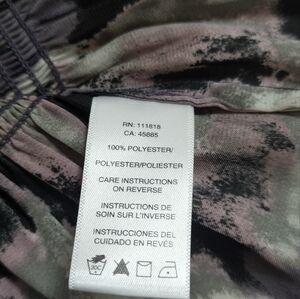 RN: 111818
CA: 45885
100% POLYESTER/
POLYESTER/POLIESTER
CARE INSTRUCTIONS
ON REVERSE
INSTRUCTIONS DE
SOIN SUR L'INVERSE
INSTRUCCIONES DEL
CUIDADO EN REVÉS
30C